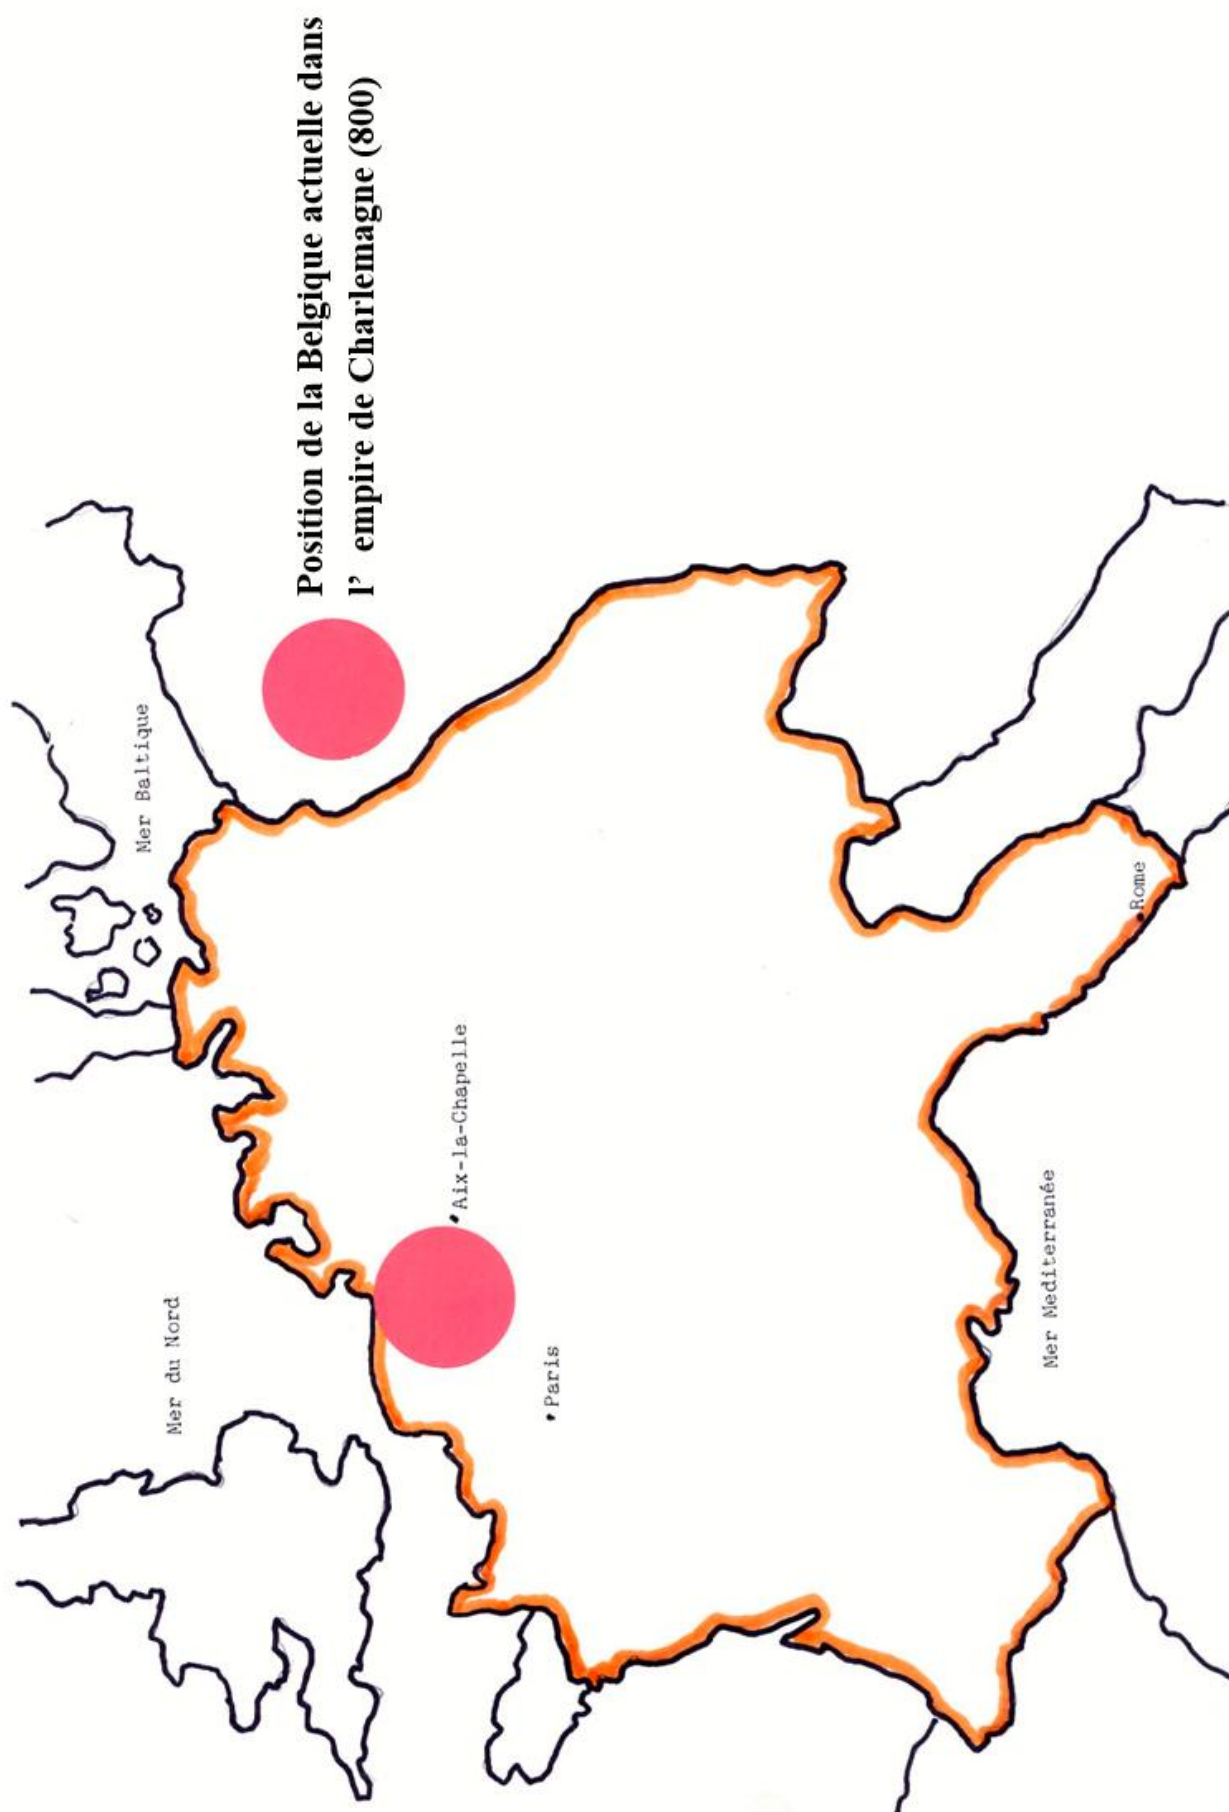 Position de la Belgique actuelle dans
l’ empire de Charlemagne (800)
Mer Baltique
Mer du Nord
Aix-la-Chapelle
Paris
Rome
Mer Mediterranée